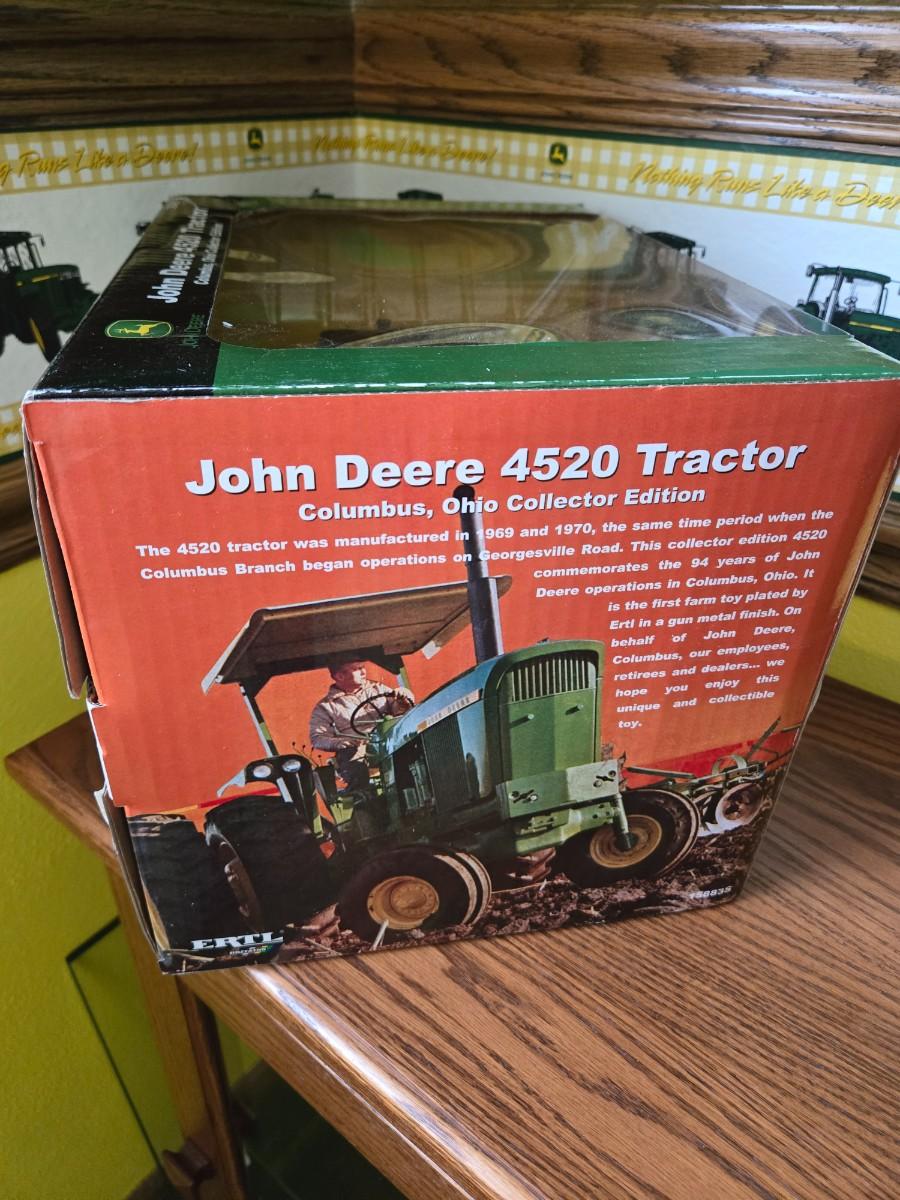 Nothing Runs Like a Deere!
Nothing Runs Like a Deere!
ng Runs Like a Deere!
John Deere 4520 Tractor
JOHN DEERE
John Deere 4520 Tractor
Columbus, Ohio Collector Edition
The 4520 tractor was manufactured in 1969 and 1970, the same time period when the
Columbus Branch began operations on Georgesville Road. This collector edition 4520
commemorates the 94 years of John
Deere operations in Columbus, Ohio. It
is the first farm toy plated by
Ertl in a gun metal finish. On
behalf of John Deere,
Columbus, our employees,
retirees and dealers... we
hope you enjoy this
unique and collectible
toy.
JOHN DEERE
ERTL